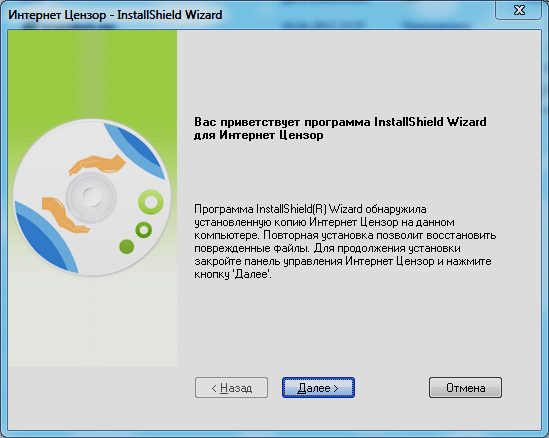 Интернет Цензор - InstallShield Wizard
Вас приветствует программа InstallShield Wizard
для Интернет Цензор
Программа InstallShield(R) Wizard обнаружила
установленную копию Интернет Цензор на данном
компьютере. Повторная установка позволит восстановить
поврежденные файлы. Для продолжения установки
закройте панель управления Интернет Цензор и нажмите
кнопку 'Далее'.
< Назад
Далее >
Отмена